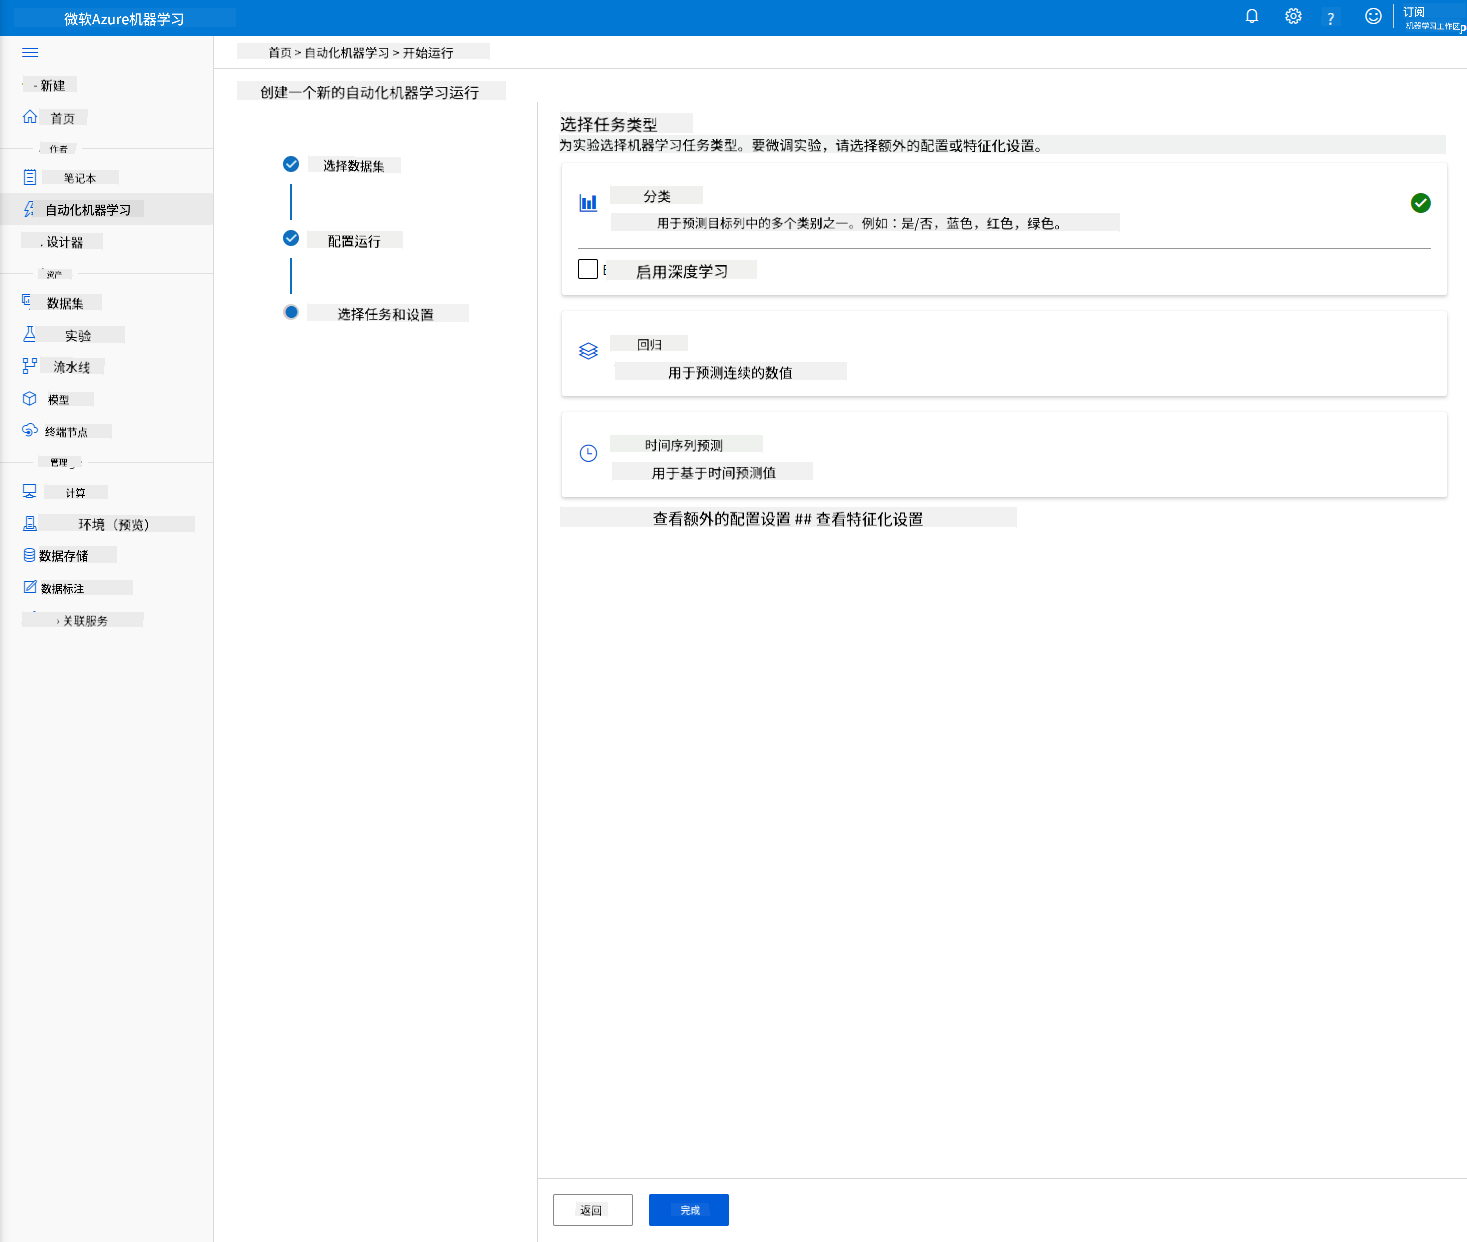 微软Azure机器学习
?
订阅
机器学习工作区
首页 > 自动化机器学习 > 开始运行
- 新建
首页
作者
笔记本
自动化机器学习
. 设计器
资产
数据集
实验
流水线
模型
终端节点
管理
计算
环境（预览）
数据存储
数据标注
› 关联服务
创建一个新的自动化机器学习运行
选择数据集
配置运行
选择任务和设置
选择任务类型
为实验选择机器学习任务类型。要微调实验，请选择额外的配置或特征化设置。
分类
用于预测目标列中的多个类别之一。例如：是/否，蓝色，红色，绿色。
启用深度学习
回归
用于预测连续的数值
时间序列预测
用于基于时间预测值
查看额外的配置设置 ## 查看特征化设置
返回
完成